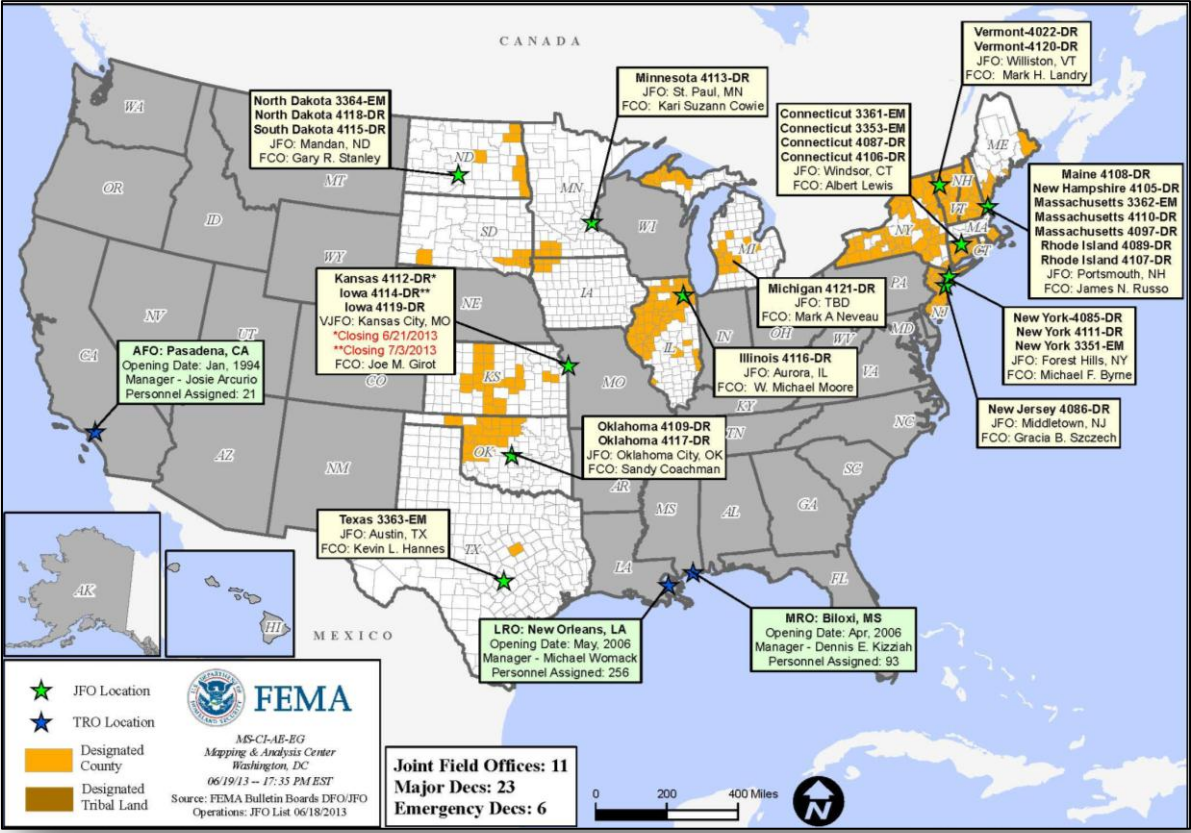 CANADA
Vermont-4022-DR
Vermont-4120-DR
JFO: Williston, VT
FCO: Mark H. Landry
Minnesota 4113-DR
JFO: St. Paul, MN
FCO: Kari Suzann Cowie
North Dakota 3364-EM
North Dakota 4118-DR
South Dakota 4115-DR
JFO: Mandan, ND
FCO: Gary R. Stanley
Connecticut 3361-EM
Connecticut 3353-EM
Connecticut 4087-DR
Connecticut 4106-DR
JFO: Windsor, CT
FCO: Albert Lewis
Maine 4108-DR
New Hampshire 4105-DR
Massachusetts 3362-EM
Massachusetts 4110-DR
Massachusetts 4097-DR
Rhode Island 4089-DR
Rhode Island 4107-DR
JFO: Portsmouth, NH
FCO: James N. Russo
Kansas 4112-DR*
Iowa 4114-DR**
Iowa 4119-DR
VJFO: Kansas City, MO
*Closing 6/21/2013
**Closing 7/3/2013
FCO: Joe M. Girot
Michigan 4121-DR
JFO: TBD
FCO: Mark A Neveau
New York-4085-DR
New York 4111-DR
New York 3351-EM
JFO: Forest Hills, NY
FCO: Michael F. Byrne
AFO: Pasadena, CA
Opening Date: Jan, 1994
Manager - Josie Arcurio
Personnel Assigned: 21
Illinois 4116-DR
JFO: Aurora, IL
FCO: W. Michael Moore
New Jersey 4086-DR
JFO: Middletown, NJ
FCO: Gracia B. Szczech
Oklahoma 4109-DR
Oklahoma 4117-DR
JFO: Oklahoma City, OK
FCO: Sandy Coachman
Texas 3363-EM
JFO: Austin, TX
FCO: Kevin L. Hannes
LRO: New Orleans, LA
Opening Date: May, 2006
Manager - Michael Womack
Personnel Assigned: 256
MRO: Biloxi, MS
Opening Date: Apr, 2006
Manager - Dennis E. Kizziah
Personnel Assigned: 93
WA
OR
ID
MT
WY
NV
UT
CA
CO
AZ
NM
ND
SD
NE
KS
OK
TX
MN
IA
MO
AR
LA
WI
IL
MI
IN
OH
KY
TN
MS
AL
GA
FL
SC
NC
VA
WV
MD
PA
NJ
NY
CT
MA
VT
NH
ME
AK
HI
MEXICO
JFO Location
TRO Location
Designated
County
Designated
Tribal Land
U.S. DEPARTMENT OF
HOMELAND SECURITY
FEMA
MS-CI-AE-EG
Mapping & Analysis Center
Washington, DC
06/19/13 -- 17:35 PM EST
Source: FEMA Bulletin Boards DFO/JFO
Operations: JFO List 06/18/2013
Joint Field Offices: 11
Major Decs: 23
Emergency Decs: 6
0 200 400 Miles
N